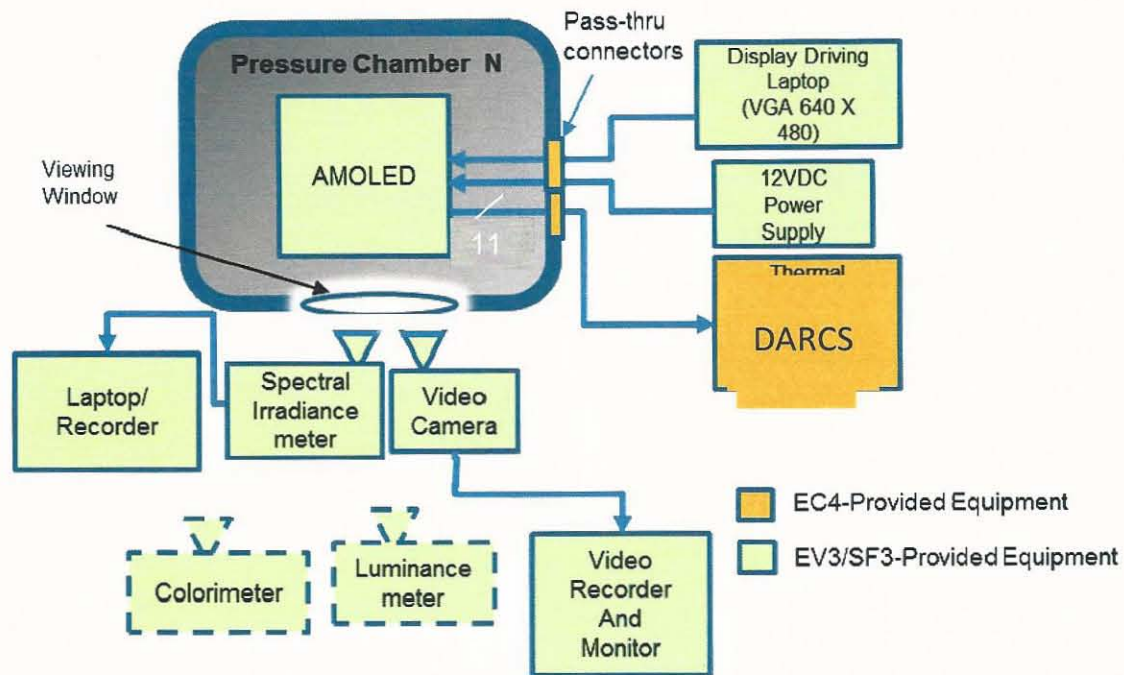 Pass-thru
connectors
Pressure Chamber N
Display Driving
Laptop
(VGA 640 X
480)
Viewing
Window
AMOLED
12VDC
Power
Supply
11
Thermal
DARCS
Laptop/
Recorder
Spectral
Irradiance
meter
Video
Camera
EC4-Provided Equipment
EV3/SF3-Provided Equipment
Colorimeter
Luminance
meter
Video
Recorder
And
Monitor